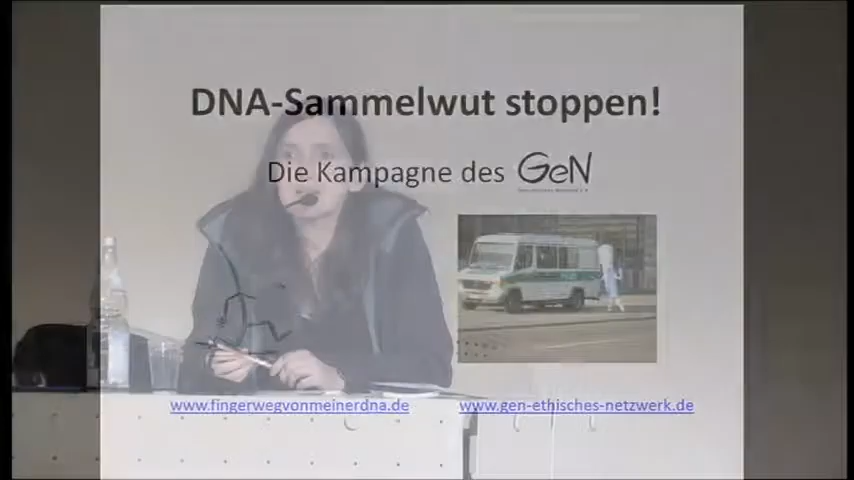 DNA-Sammelwut stoppen!
Die Kampagne des GeN
www.fingerwegvonmeinerdna.de
www.gen-ethisches-netzwerk.de